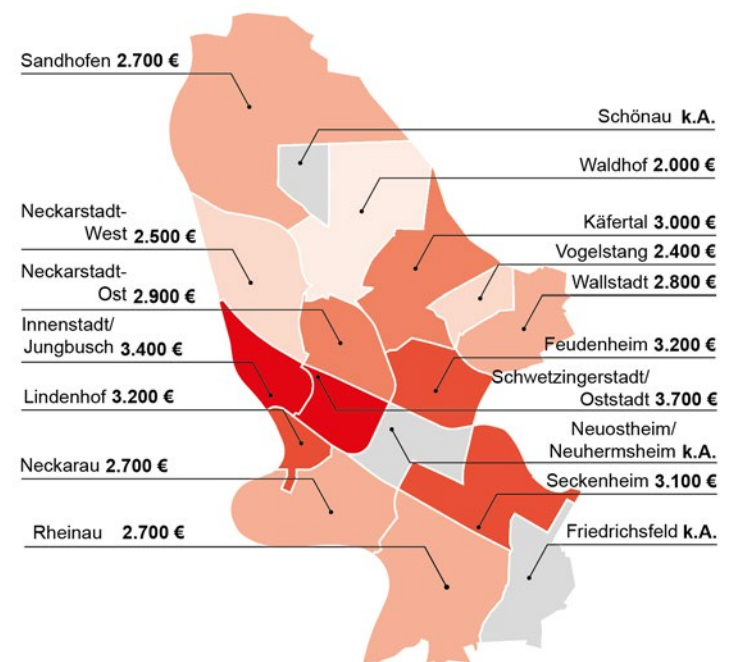 Sandhofen 2.700 €
Schönau k.A.
Waldhof 2.000 €
Neckarstadt-
West 2.500 €
Käfertal 3.000 €
Vogelstang 2.400 €
Neckarstadt-
Ost 2.900 €
Wallstadt 2.800 €
Innenstadt/
Jungbusch 3.400 €
Feudenheim 3.200 €
Lindenhof 3.200 €
Schwetzingerstadt/
Oststadt 3.700 €
Neuostheim/
Neuhermsheim k.A.
Neckarau 2.700 €
Seckenheim 3.100 €
Rheinau 2.700 €
Friedrichsfeld k.A.